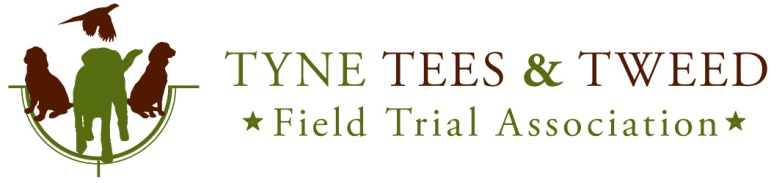 TYNE TEES & TWEED
★Field Trial Association★